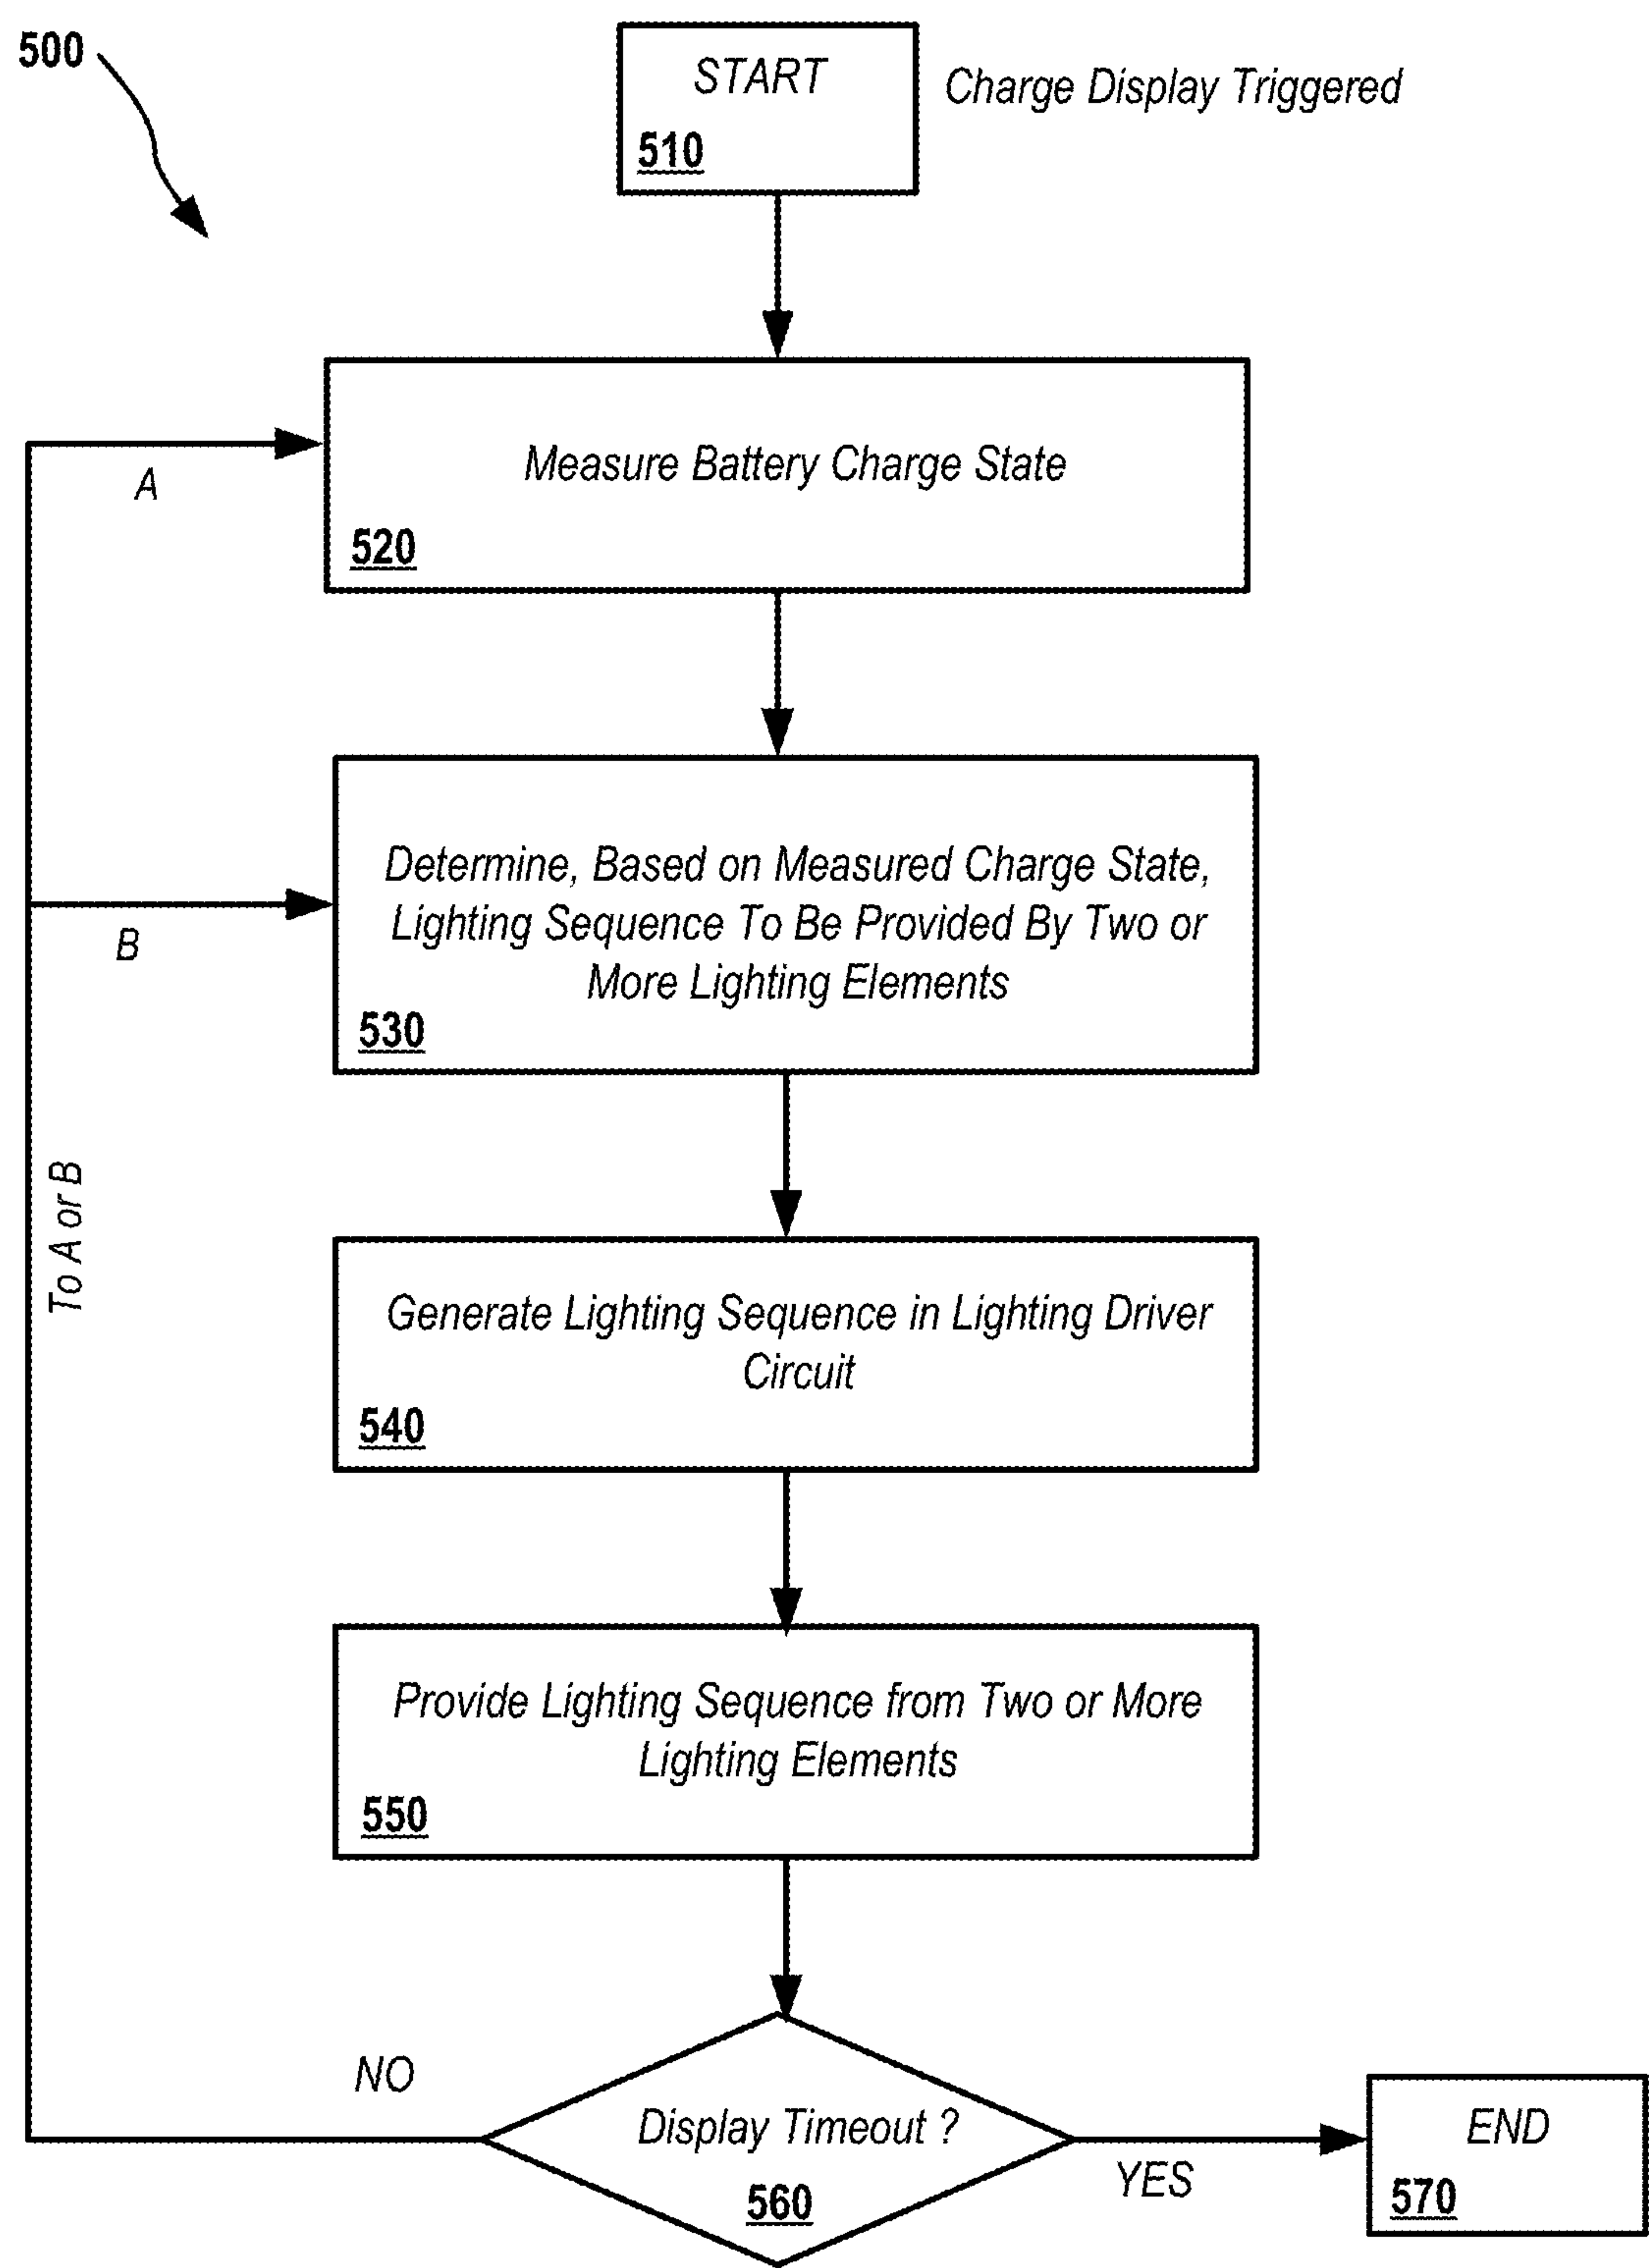 500
START
510
Charge Display Triggered
A
Measure Battery Charge State
520
B
Determine, Based on Measured Charge State,
Lighting Sequence To Be Provided By Two or
More Lighting Elements
530
To A or B
Generate Lighting Sequence in Lighting Driver
Circuit
540
Provide Lighting Sequence from Two or More
Lighting Elements
550
NO
Display Timeout ?
560
YES
END
570